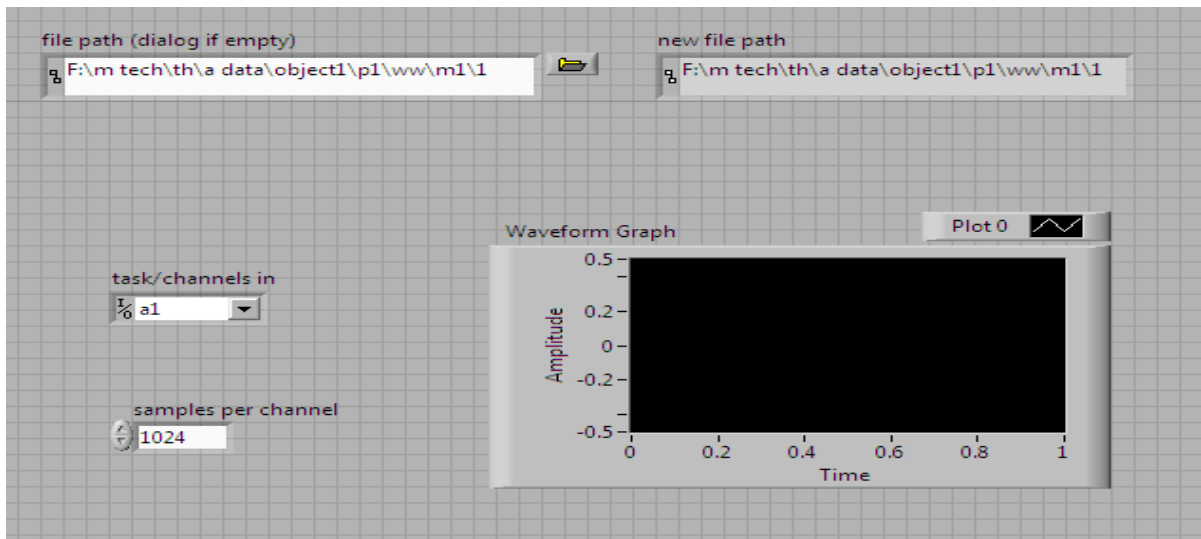 file path (dialog if empty)
new file path
F:\m tech\th\a data\object1\p1\ww\m1\1
F:\m tech\th\a data\object1\p1\ww\m1\1
Waveform Graph
Plot 0
task/channels in
I/O a1
samples per channel
1024
0.5
0.2
0
-0.2
-0.5
Amplitude
0 0.2 0.4 0.6 0.8 1
Time